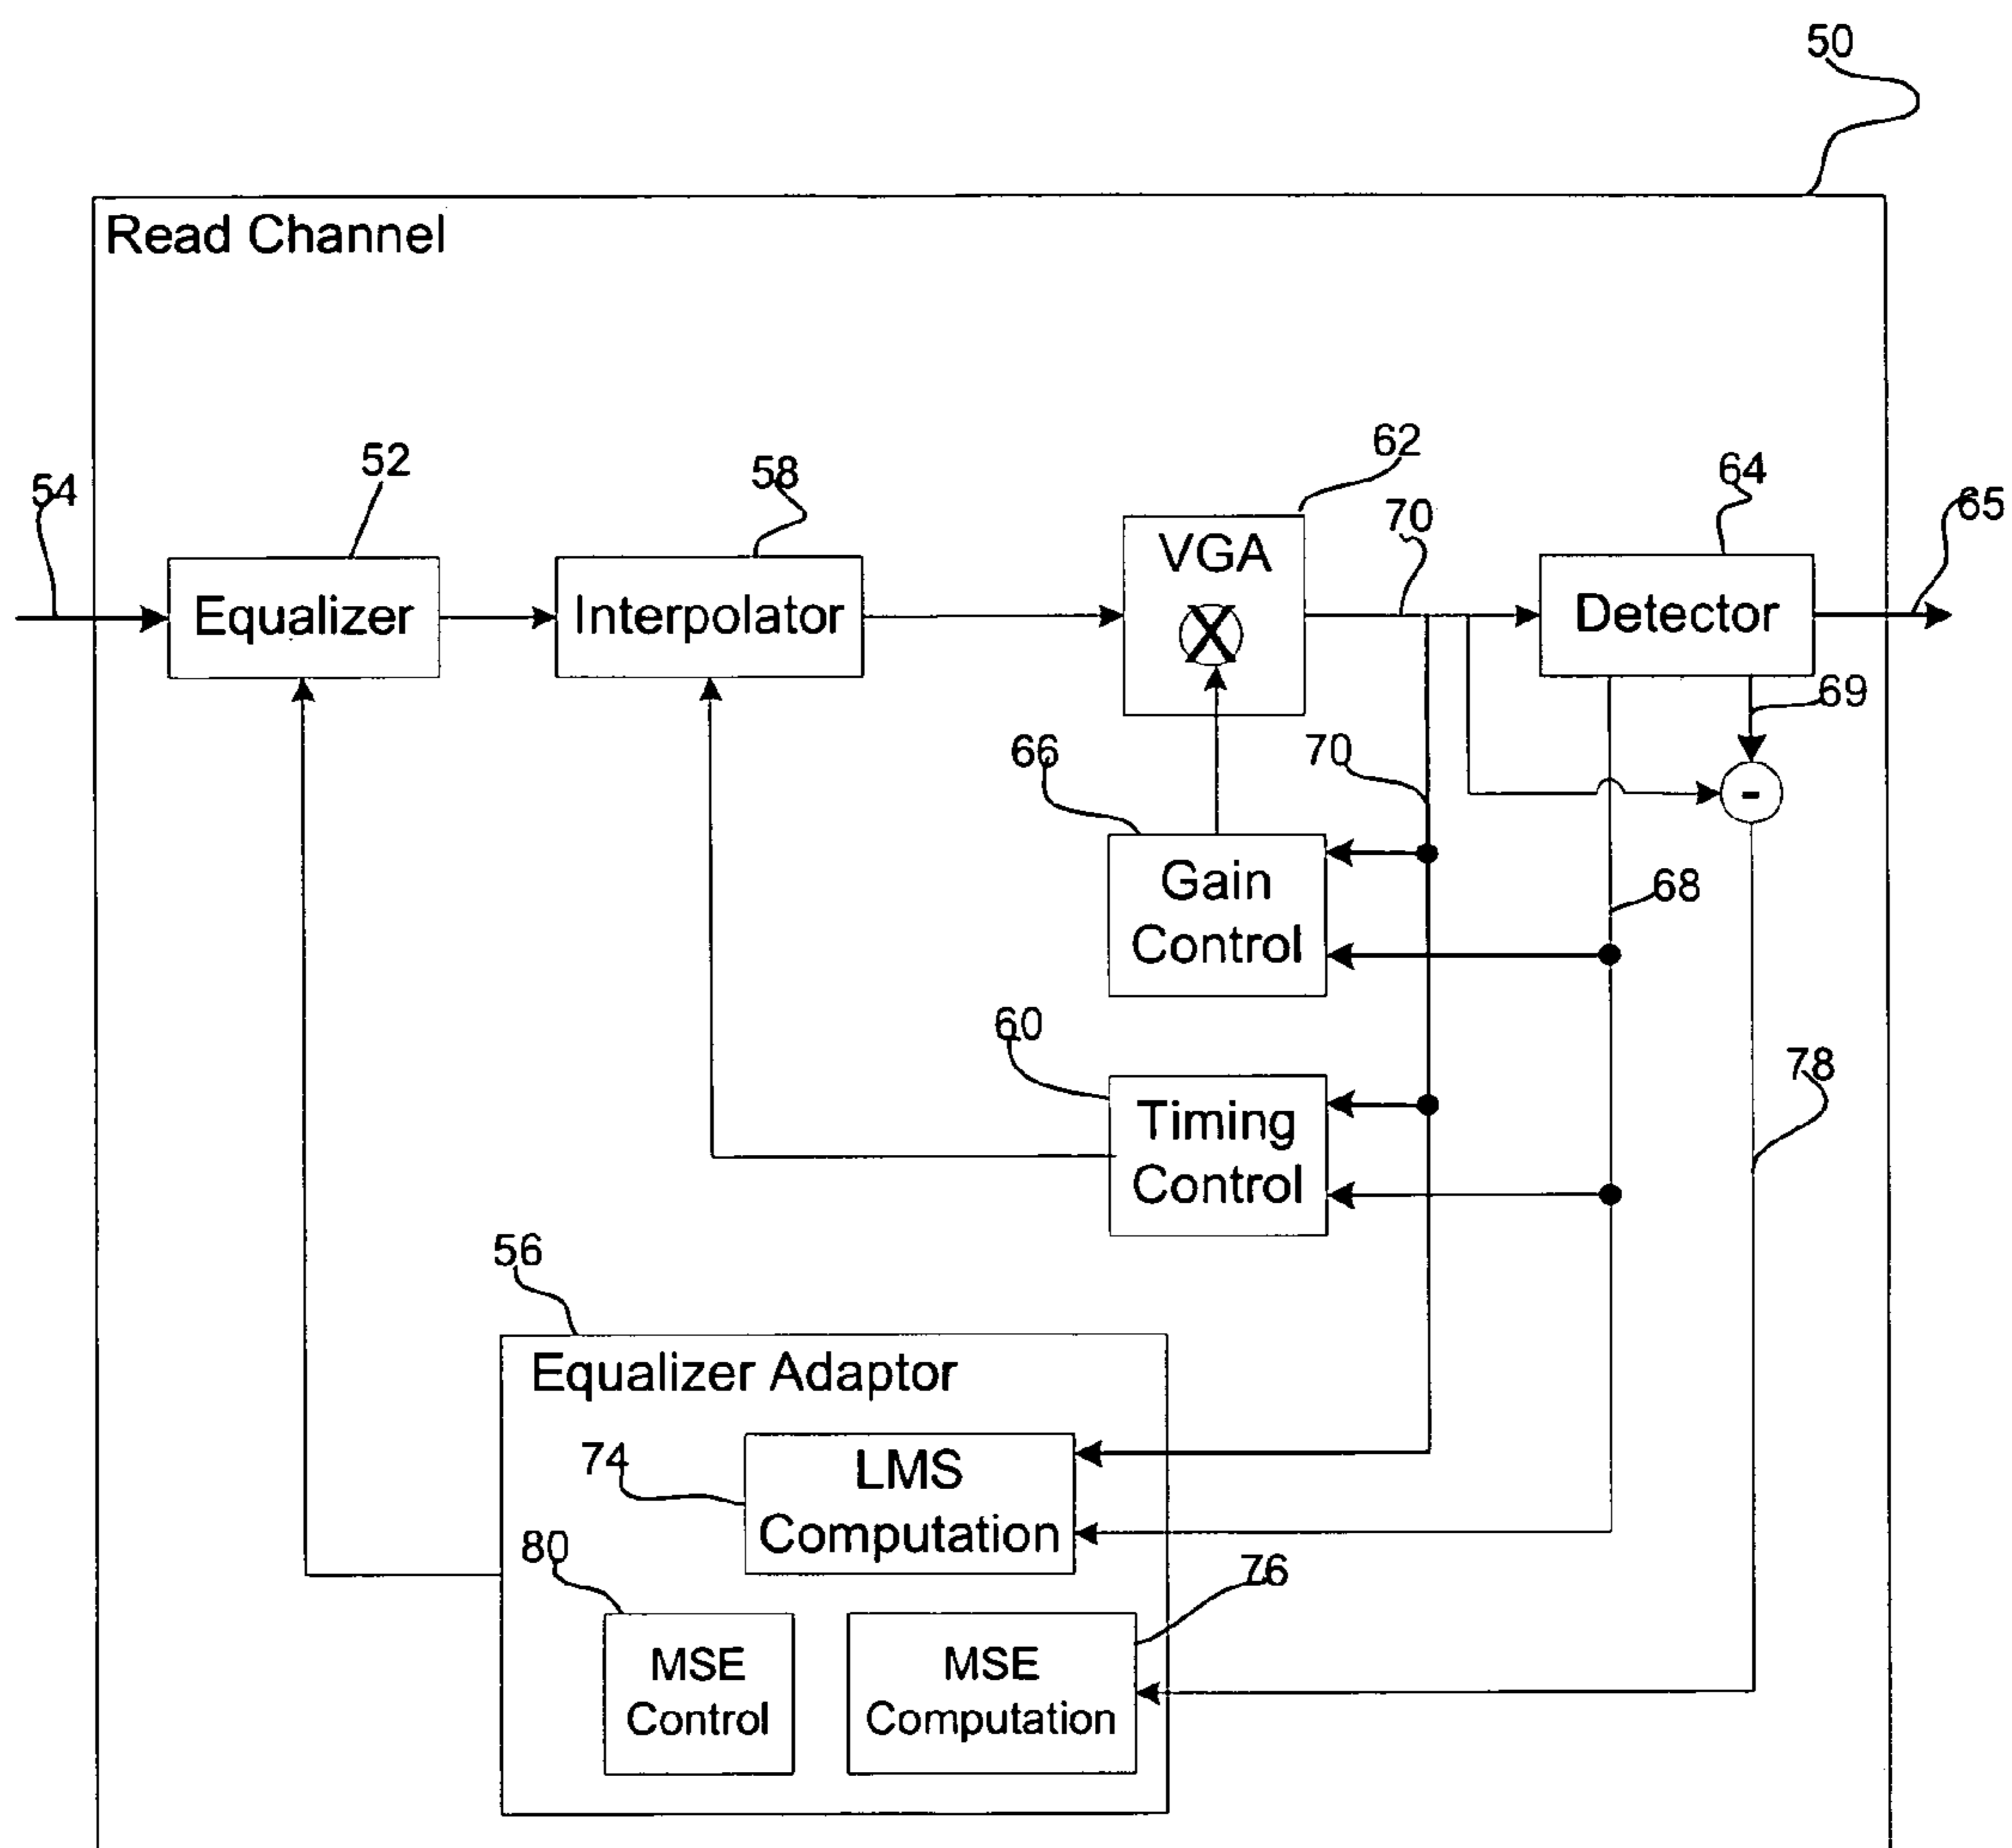 50
Read Channel
54
52
58
62
70
64
65
Equalizer
Interpolator
VGA
X
Detector
69
66
70
-
Gain
Control
68
60
Timing
Control
78
56
Equalizer Adaptor
74
LMS
Computation
80
76
MSE
Control
MSE
Computation